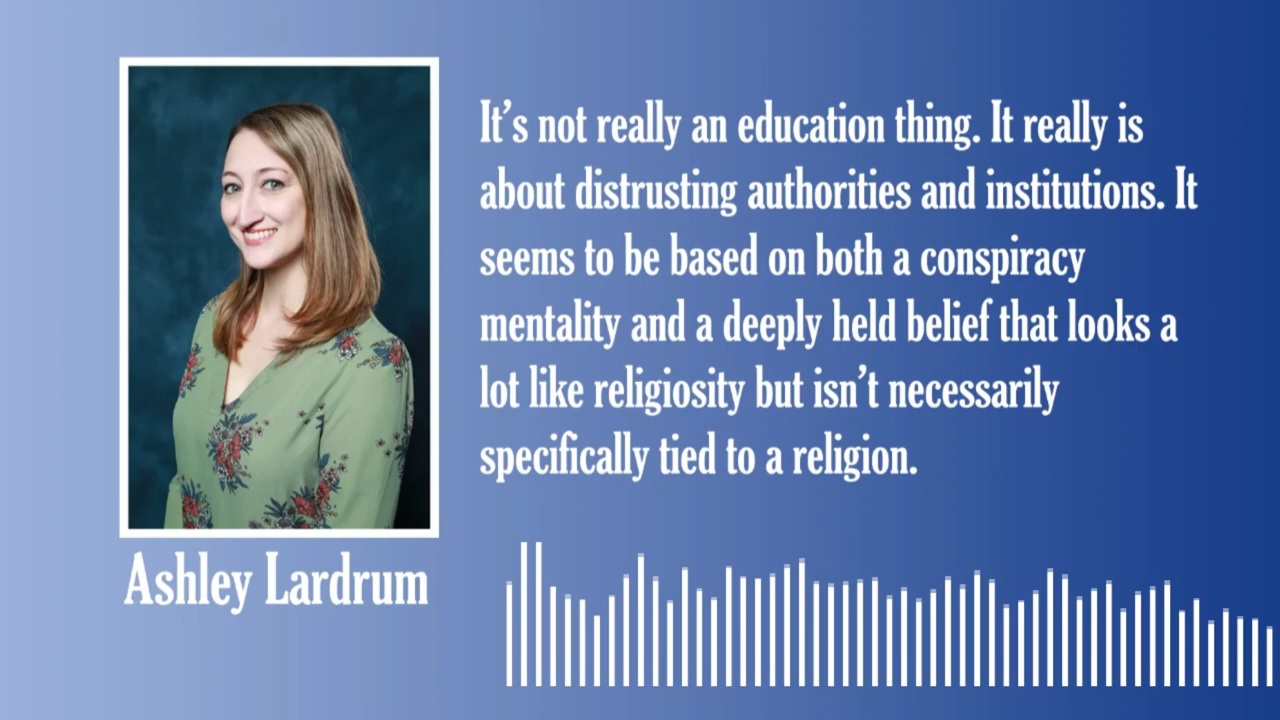 It's not really an education thing. It really is
about distrusting authorities and institutions. It
seems to be based on both a conspiracy
mentality and a deeply held belief that looks a
lot like religiosity but isn't necessarily
specifically tied to a religion.
Ashley Lardrum